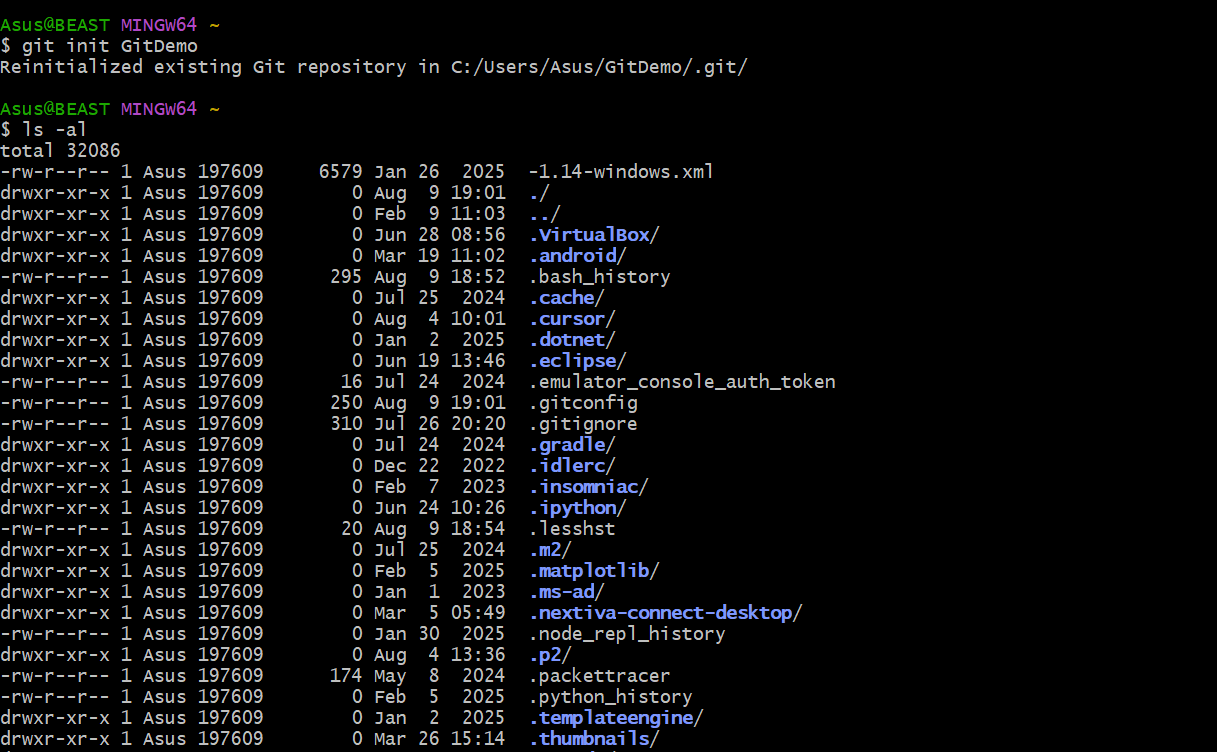 Asus@BEAST MINGW64 ~
$ git init GitDemo
Reinitialized existing Git repository in C:/Users/Asus/GitDemo/.git/

Asus@BEAST MINGW64 ~
$ ls -al
total 32086
-rw-r--r-- 1 Asus 197609     6579 Jan 26  2025  -1.14-windows.xml
drwxr-xr-x 1 Asus 197609        0 Aug  9 19:01  ./
drwxr-xr-x 1 Asus 197609        0 Feb  9 11:03  ../
drwxr-xr-x 1 Asus 197609        0 Jun 28 08:56  .VirtualBox/
drwxr-xr-x 1 Asus 197609        0 Mar 19 11:02  .android/
-rw-r--r-- 1 Asus 197609      295 Aug  9 18:52  .bash_history
drwxr-xr-x 1 Asus 197609        0 Jul 25  2024  .cache/
drwxr-xr-x 1 Asus 197609        0 Aug  4 10:01  .cursor/
drwxr-xr-x 1 Asus 197609        0 Jan  2  2025  .dotnet/
drwxr-xr-x 1 Asus 197609        0 Jun 19 13:46  .eclipse/
-rw-r--r-- 1 Asus 197609       16 Jul 24  2024  .emulator_console_auth_token
-rw-r--r-- 1 Asus 197609      250 Aug  9 19:01  .gitconfig
-rw-r--r-- 1 Asus 197609      310 Jul 26 20:20  .gitignore
drwxr-xr-x 1 Asus 197609        0 Jul 24  2024  .gradle/
drwxr-xr-x 1 Asus 197609        0 Dec 22  2022  .idlerc/
drwxr-xr-x 1 Asus 197609        0 Feb  7  2023  .insomniac/
drwxr-xr-x 1 Asus 197609        0 Jun 24 10:26  .ipython/
-rw-r--r-- 1 Asus 197609       20 Aug  9 18:54  .lesshst
drwxr-xr-x 1 Asus 197609        0 Jul 25  2024  .m2/
drwxr-xr-x 1 Asus 197609        0 Feb  5  2025  .matplotlib/
drwxr-xr-x 1 Asus 197609        0 Jan  1  2023  .ms-ad/
drwxr-xr-x 1 Asus 197609        0 Mar  5 05:49  .nextiva-connect-desktop/
-rw-r--r-- 1 Asus 197609        0 Jan 30  2025  .node_repl_history
drwxr-xr-x 1 Asus 197609        0 Aug  4 13:36  .p2/
-rw-r--r-- 1 Asus 197609      174 May  8  2024  .packettracer
-rw-r--r-- 1 Asus 197609        0 Feb  5  2025  .python_history
drwxr-xr-x 1 Asus 197609        0 Jan  2  2025  .templateengine/
drwxr-xr-x 1 Asus 197609        0 Mar 26 15:14  .thumbnails/